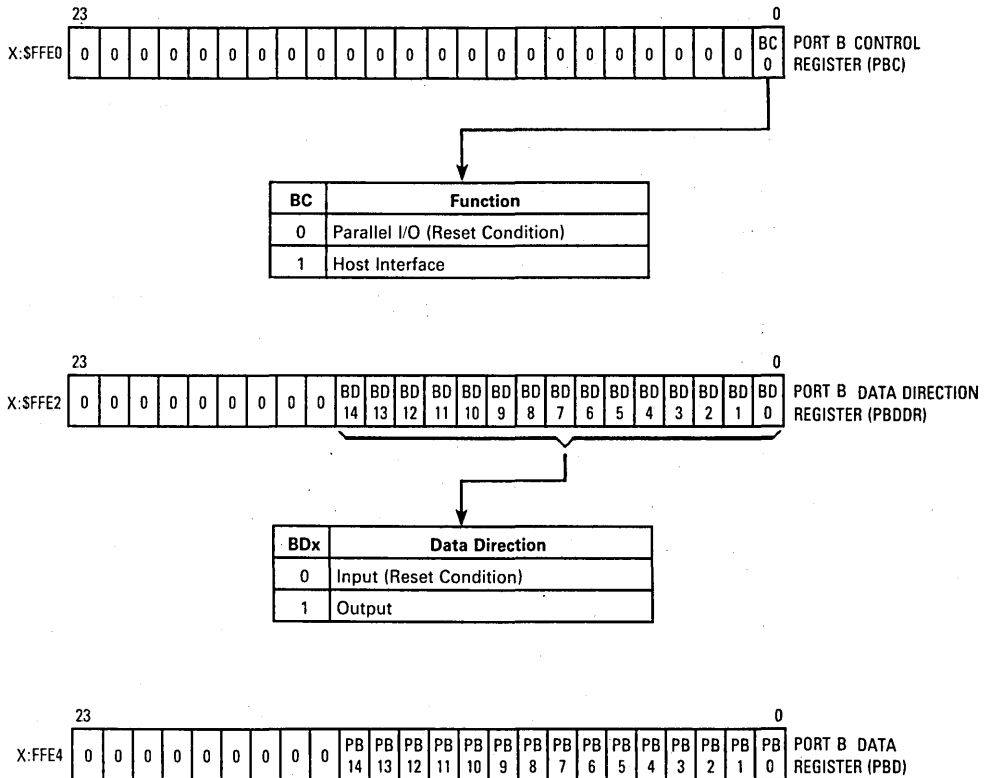 23 0
X:$FFE0 0 0 0 0 0 0 0 0 0 0 0 0 0 0 0 0 0 0 0 0 0 0 0 BC PORT B CONTROL
0 REGISTER (PBC)
BC Function
0 Parallel I/O (Reset Condition)
1 Host Interface
23 0
X:$FFE2 0 0 0 0 0 0 0 0 0 BD BD BD BD BD BD BD BD BD BD BD BD BD BD BD PORT B DATA DIRECTION
14 13 12 11 10 9 8 7 6 5 4 3 2 1 0 REGISTER (PBDDR)
BDx Data Direction
0 Input (Reset Condition)
1 Output
23 0
X:FFE4 0 0 0 0 0 0 0 0 0 PB PB PB PB PB PB PB PB PB PB PB PB PB PB PB PORT B DATA
14 13 12 11 10 9 8 7 6 5 4 3 2 1 0 REGISTER (PBD)